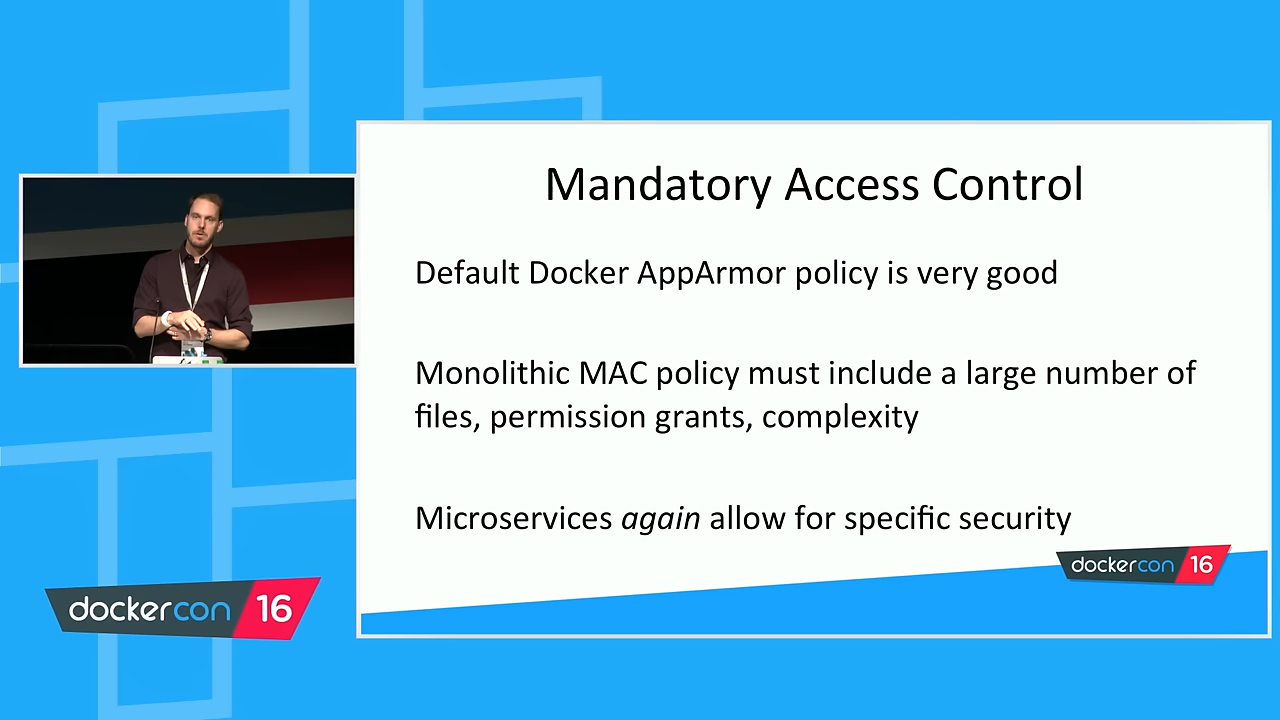 Mandatory Access Control
Default Docker AppArmor policy is very good
Monolithic MAC policy must include a large number of
files, permission grants, complexity
Microservices again allow for specific security
dockercon 16
dockercon 16